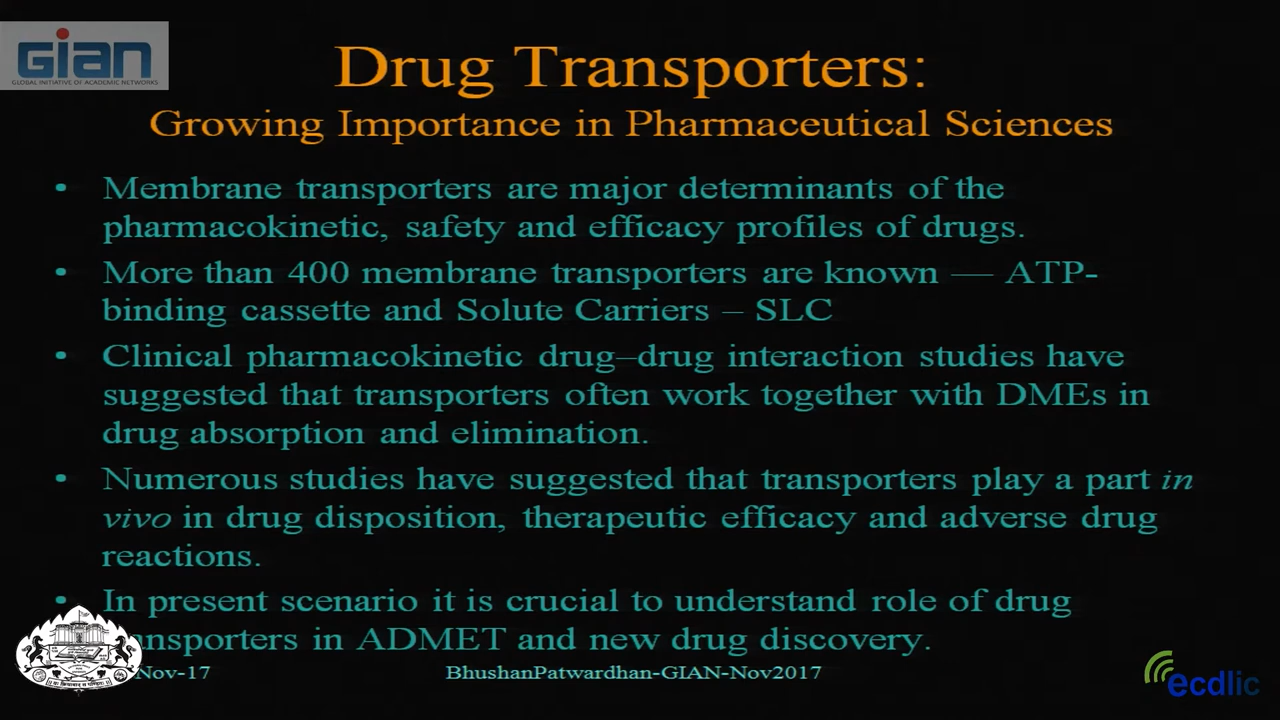 GIAN
GLOBAL INITIATIVE OF ACADEMIC NETWORKS
Drug Transporters:
Growing Importance in Pharmaceutical Sciences
• Membrane transporters are major determinants of the
pharmacokinetic, safety and efficacy profiles of drugs.
• More than 400 membrane transporters are known — ATP-
binding cassette and Solute Carriers – SLC
• Clinical pharmacokinetic drug–drug interaction studies have
suggested that transporters often work together with DMEs in
drug absorption and elimination.
• Numerous studies have suggested that transporters play a part in
vivo in drug disposition, therapeutic efficacy and adverse drug
reactions.
• In present scenario it is crucial to understand role of drug
ansporters in ADMET and new drug discovery.
Nov-17
BhushanPatwardhan-GIAN-Nov2017
ecdlic